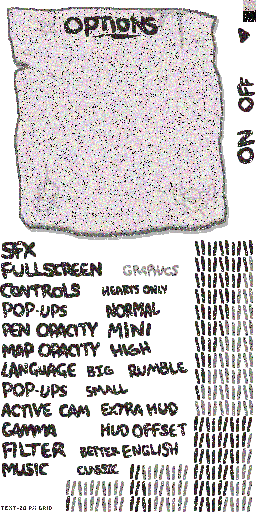 OPTIONS
ON OFF
SFX
FULLSCREEN GRAPHICS
CONTROLS HEARTS ONLY
POP-UPS NORMAL
PEN OPACITY MINI
MAP OPACITY HIGH
LANGUAGE BIG RUMBLE
POP-UPS SMALL
ACTIVE CAM EXTRA HUD
GAMMA HUD OFFSET
FILTER BETTER ENGLISH
MUSIC CLASSIC
TEXT-20 PX GRID